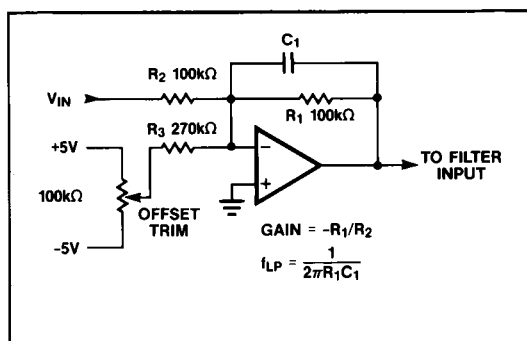 C1
R2 100kΩ
VIN
R1 100kΩ
R3 270kΩ
+5V
−
+
100kΩ
OFFSET
TRIM
−5V
TO FILTER
INPUT
GAIN = −R1/R2
fLP = 1
2πR1C1